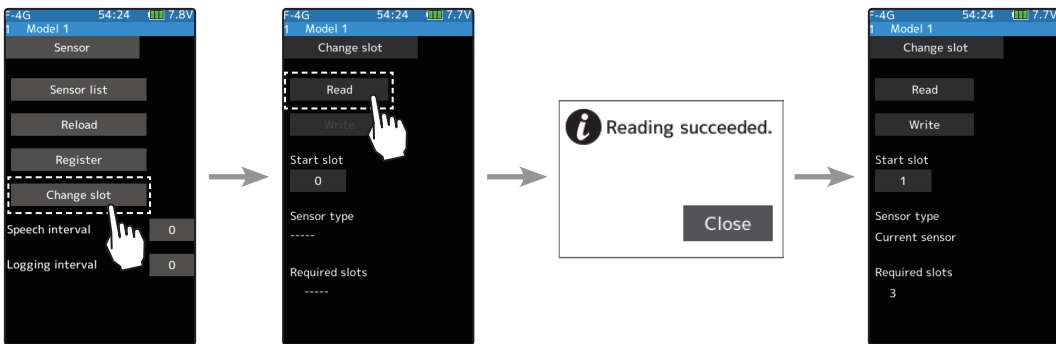 F-4G 54:24 7.8V
1 Model 1
Sensor
Sensor list
Reload
Register
Change slot
Speech interval 0
Logging interval 0
F-4G 54:24 7.7V
1 Model 1
Change slot
Read
Write
Start slot
0
Sensor type
-----
Required slots
-----
i Reading succeeded.
Close
F-4G 54:24 7.7V
1 Model 1
Change slot
Read
Write
Start slot
1
Sensor type
Current sensor
Required slots
3